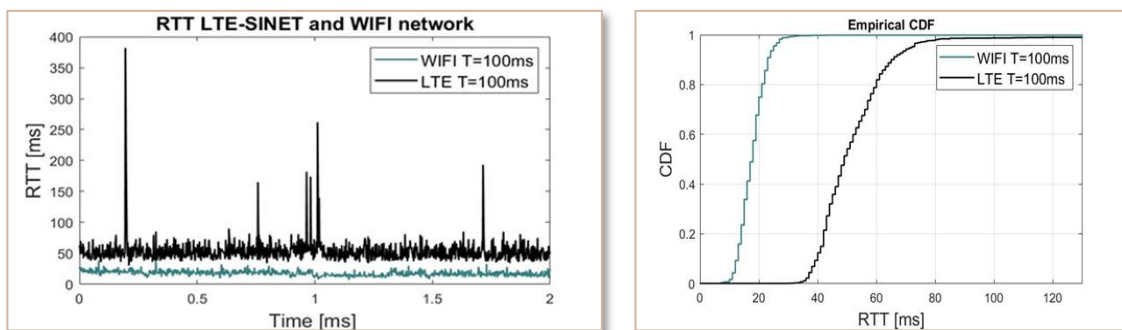 RTT LTE-SINET and WIFI network
400
350
300
250
200
150
100
50
0
RTT [ms]
WIFI T=100ms
LTE T=100ms
0 0.5 1 1.5 2
Time [ms]
Empirical CDF
1
0.8
0.6
0.4
0.2
0
CDF
WIFI T=100ms
LTE T=100ms
0 20 40 60 80 100 120
RTT [ms]